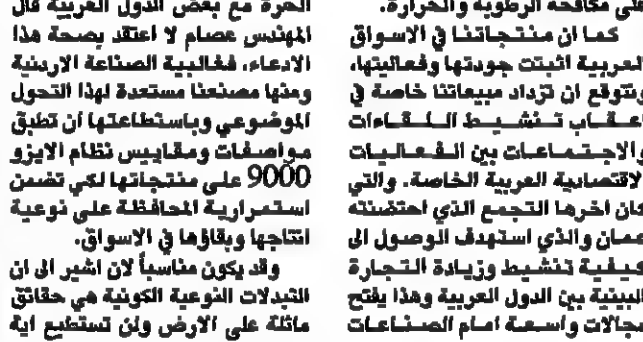 على مكافحة الرطوبة والحرارة.
كما ان منتجاتنا في الاسواق
العربية اثبتت جودتها وفعاليتها،
ونتوقع ان تزداد مبيعاتنا خاصة في
اعقاب تنشيط اللقاءات
والاجتماعات بين الفعاليات
الاقتصادية العربية الخاصة. والتي
كان اخرها التجمع الذي احتضنته
عمان والذي استهدف الوصول الى
كيفية تنشيط وزيادة التجارة
البينية بين الدول العربية وهذا يفتح
مجالات واسعة امام الصناعات
الحرة مع بعض الدول العربية قال
المهندس عصام لا اعتقد بصحة هذا
الادعاء، فغالبية الصناعة الاردنية
ومنها مصنعنا مستعدة لهذا التحول
الموضوعي وباستطاعتها ان تطبق
مواصفات ومقاييس نظام الايزو
9000 على منتجاتها لكي تضمن
استمرارية المحافظة على نوعية
انتاجها وبقاؤها في الاسواق.
وقد يكون مناسباً لان اشير الى ان
التبدلات النوعية الكونية هي حقائق
ماثلة على الارض ولن تستطيع اية